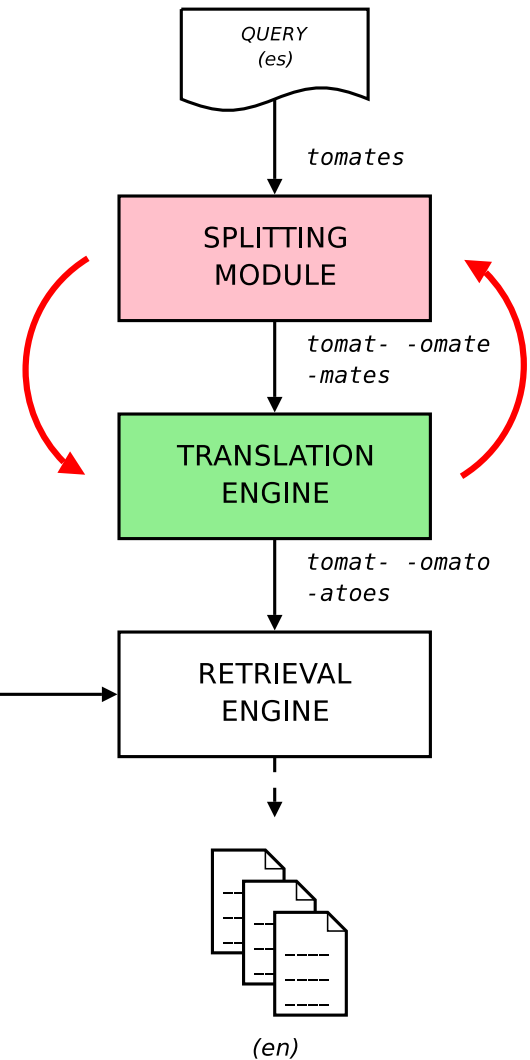 QUERY
(es)
tomates
SPLITTING
MODULE
tomat- -omate
-mates
TRANSLATION
ENGINE
tomat- -omato
-atoes
RETRIEVAL
ENGINE
(en)